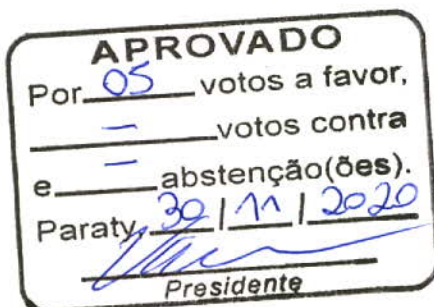 APROVADO
Por 05 votos a favor,
— votos contra
e — abstenção(ões).
Paraty, 30 / 11 / 2020
Presidente